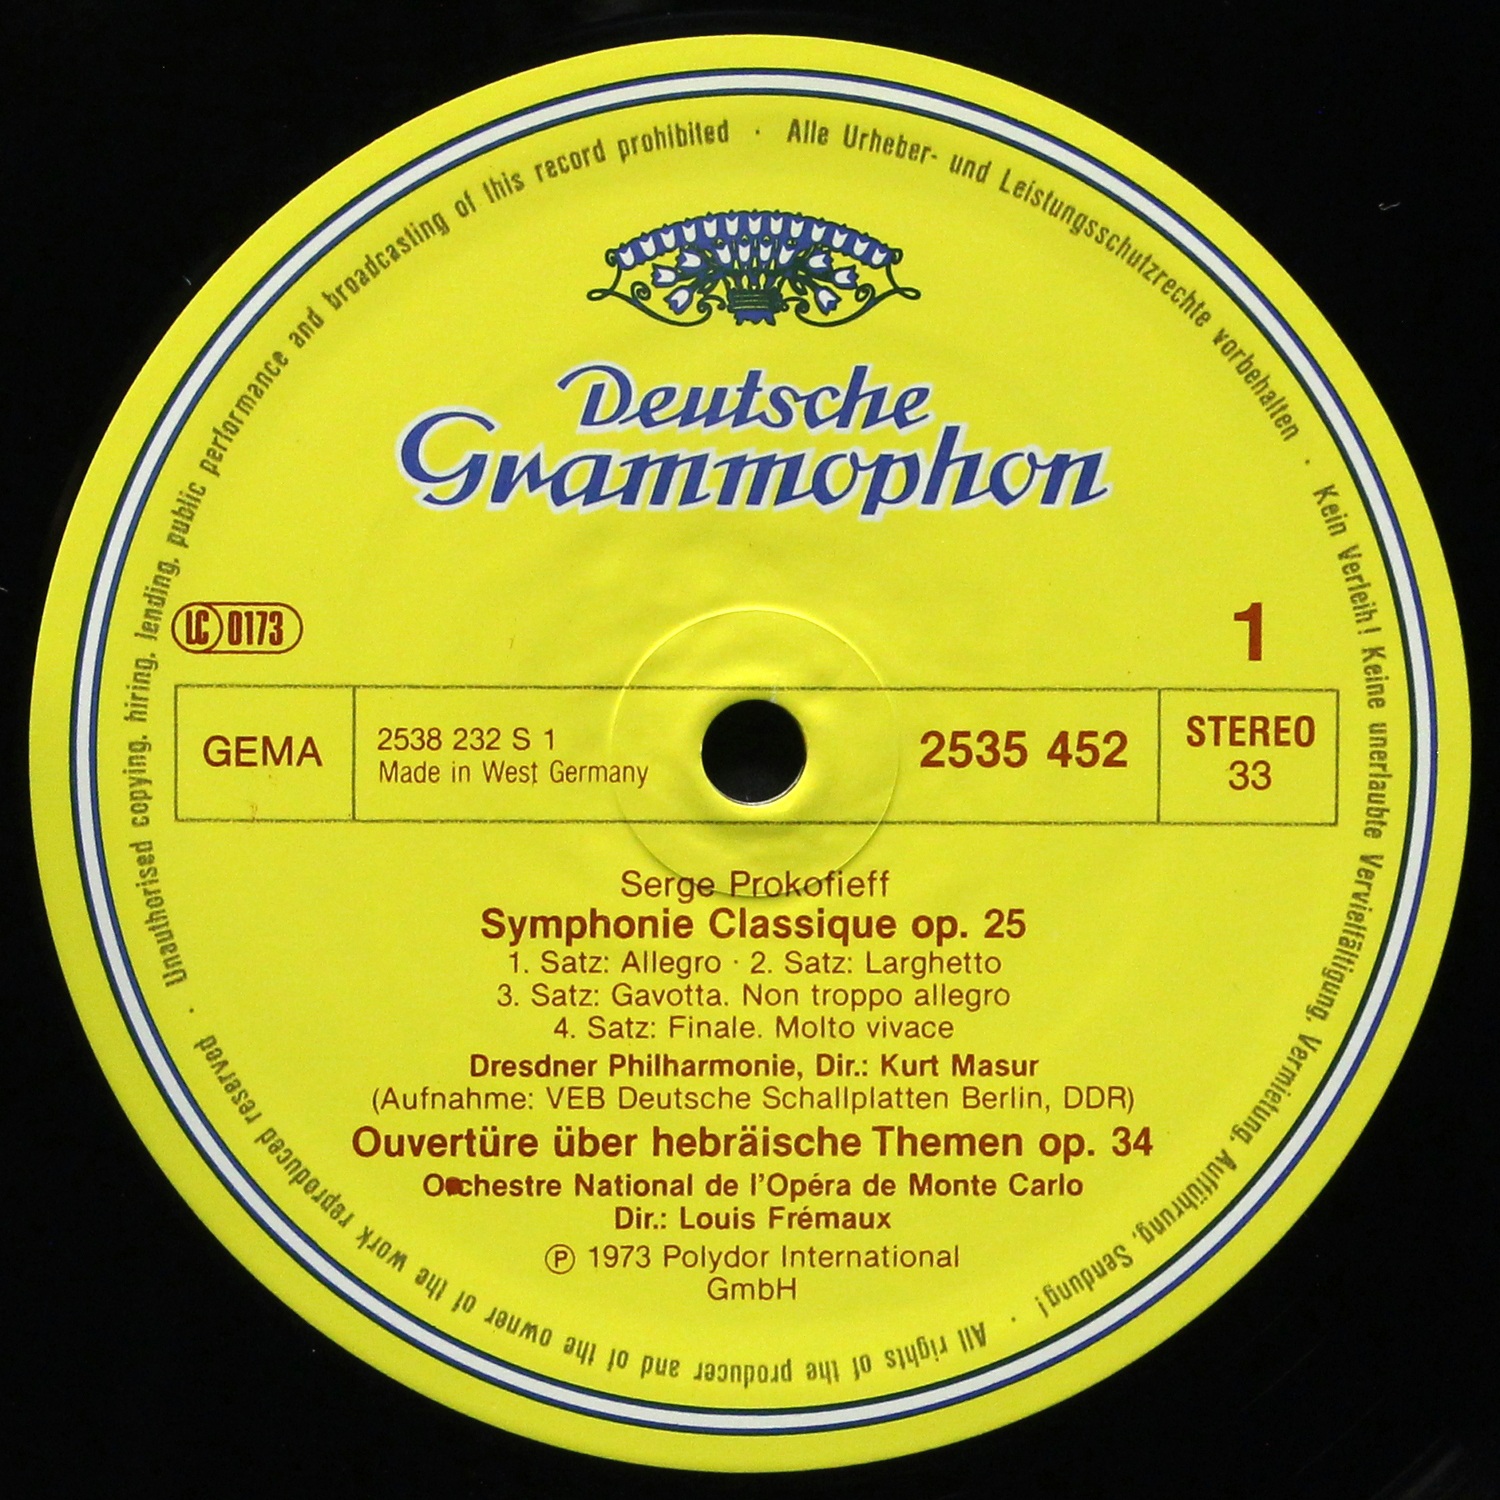 Unauthorised copying, hiring, lending, public performance and broadcasting of this record prohibited · Alle Urheber- und Leistungsschutzrechte vorbehalten · Kein Verleih! Keine unerlaubte Vervielfältigung, Vermietung, Aufführung, Sendung! · All rights of the producer and of the owner of the work reproduced reserved ·
Deutsche
Grammophon
LC 0173
1
GEMA
2538 232 S 1
Made in West Germany
2535 452
STEREO
33
Serge Prokofieff
Symphonie Classique op. 25
1. Satz: Allegro · 2. Satz: Larghetto
3. Satz: Gavotta. Non troppo allegro
4. Satz: Finale. Molto vivace
Dresdner Philharmonie, Dir.: Kurt Masur
(Aufnahme: VEB Deutsche Schallplatten Berlin, DDR)
Ouvertüre über hebräische Themen op. 34
Orchestre National de l'Opéra de Monte Carlo
Dir.: Louis Frémaux
℗ 1973 Polydor International
GmbH